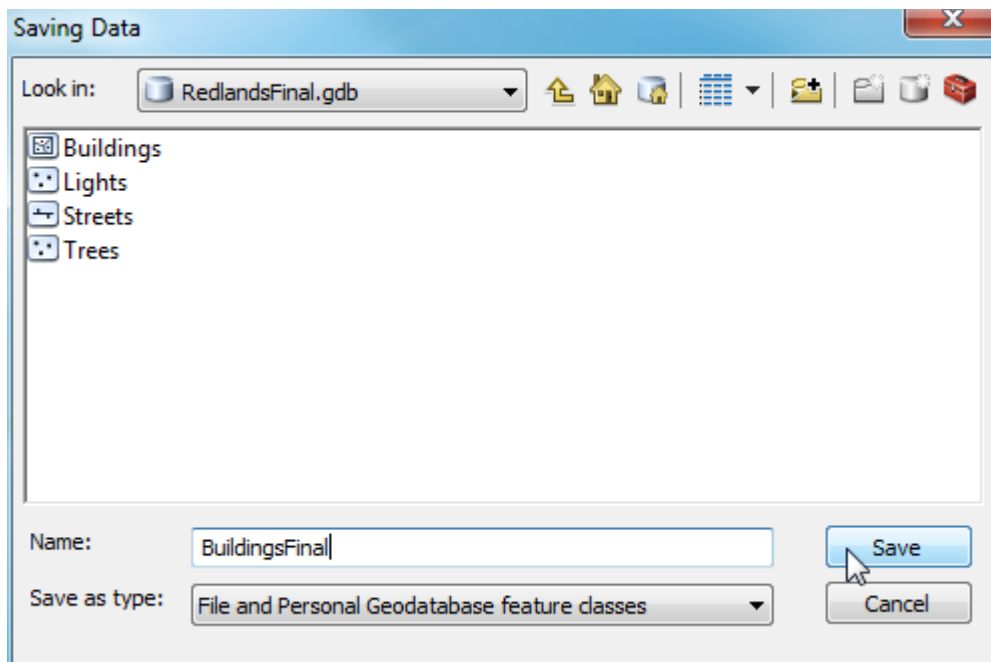 Saving Data
x
Look in: RedlandsFinal.gdb
Buildings
Lights
Streets
Trees
Name: BuildingsFinal Save
Save as type: File and Personal Geodatabase feature classes Cancel